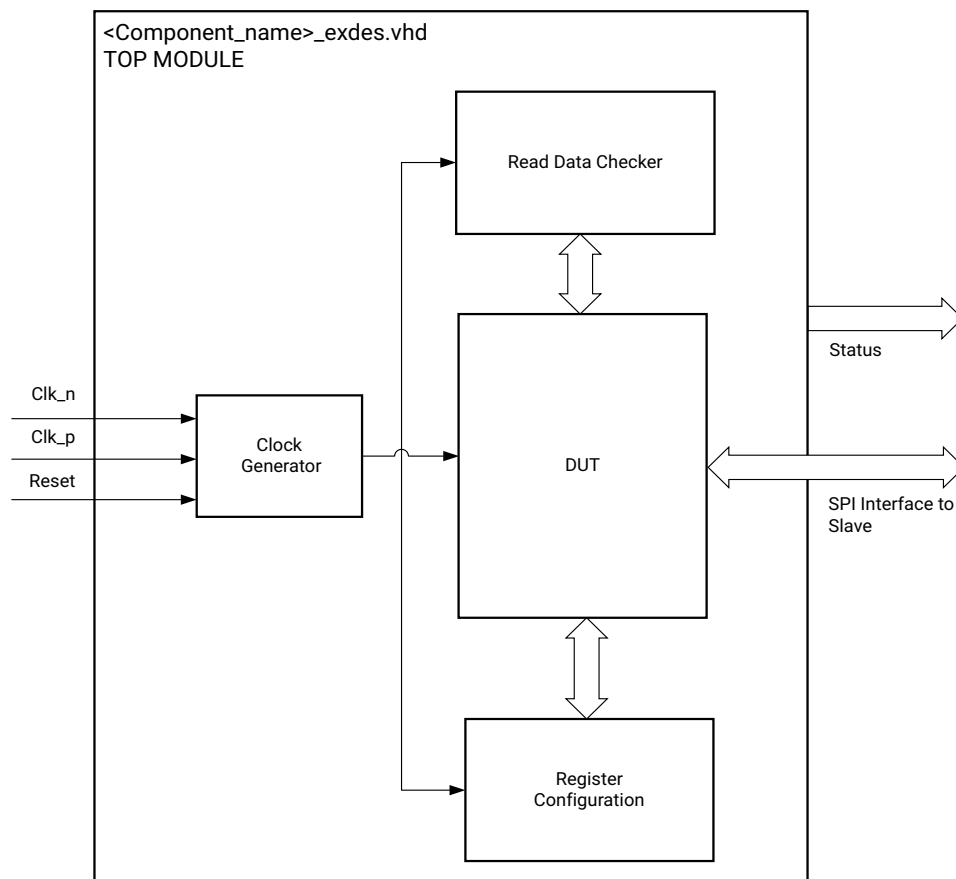 <Component_name>_exdes.vhd
TOP MODULE
Read Data Checker
Status
Clk_n
Clk_p
Reset
Clock
Generator
DUT
SPI Interface to
Slave
Register
Configuration